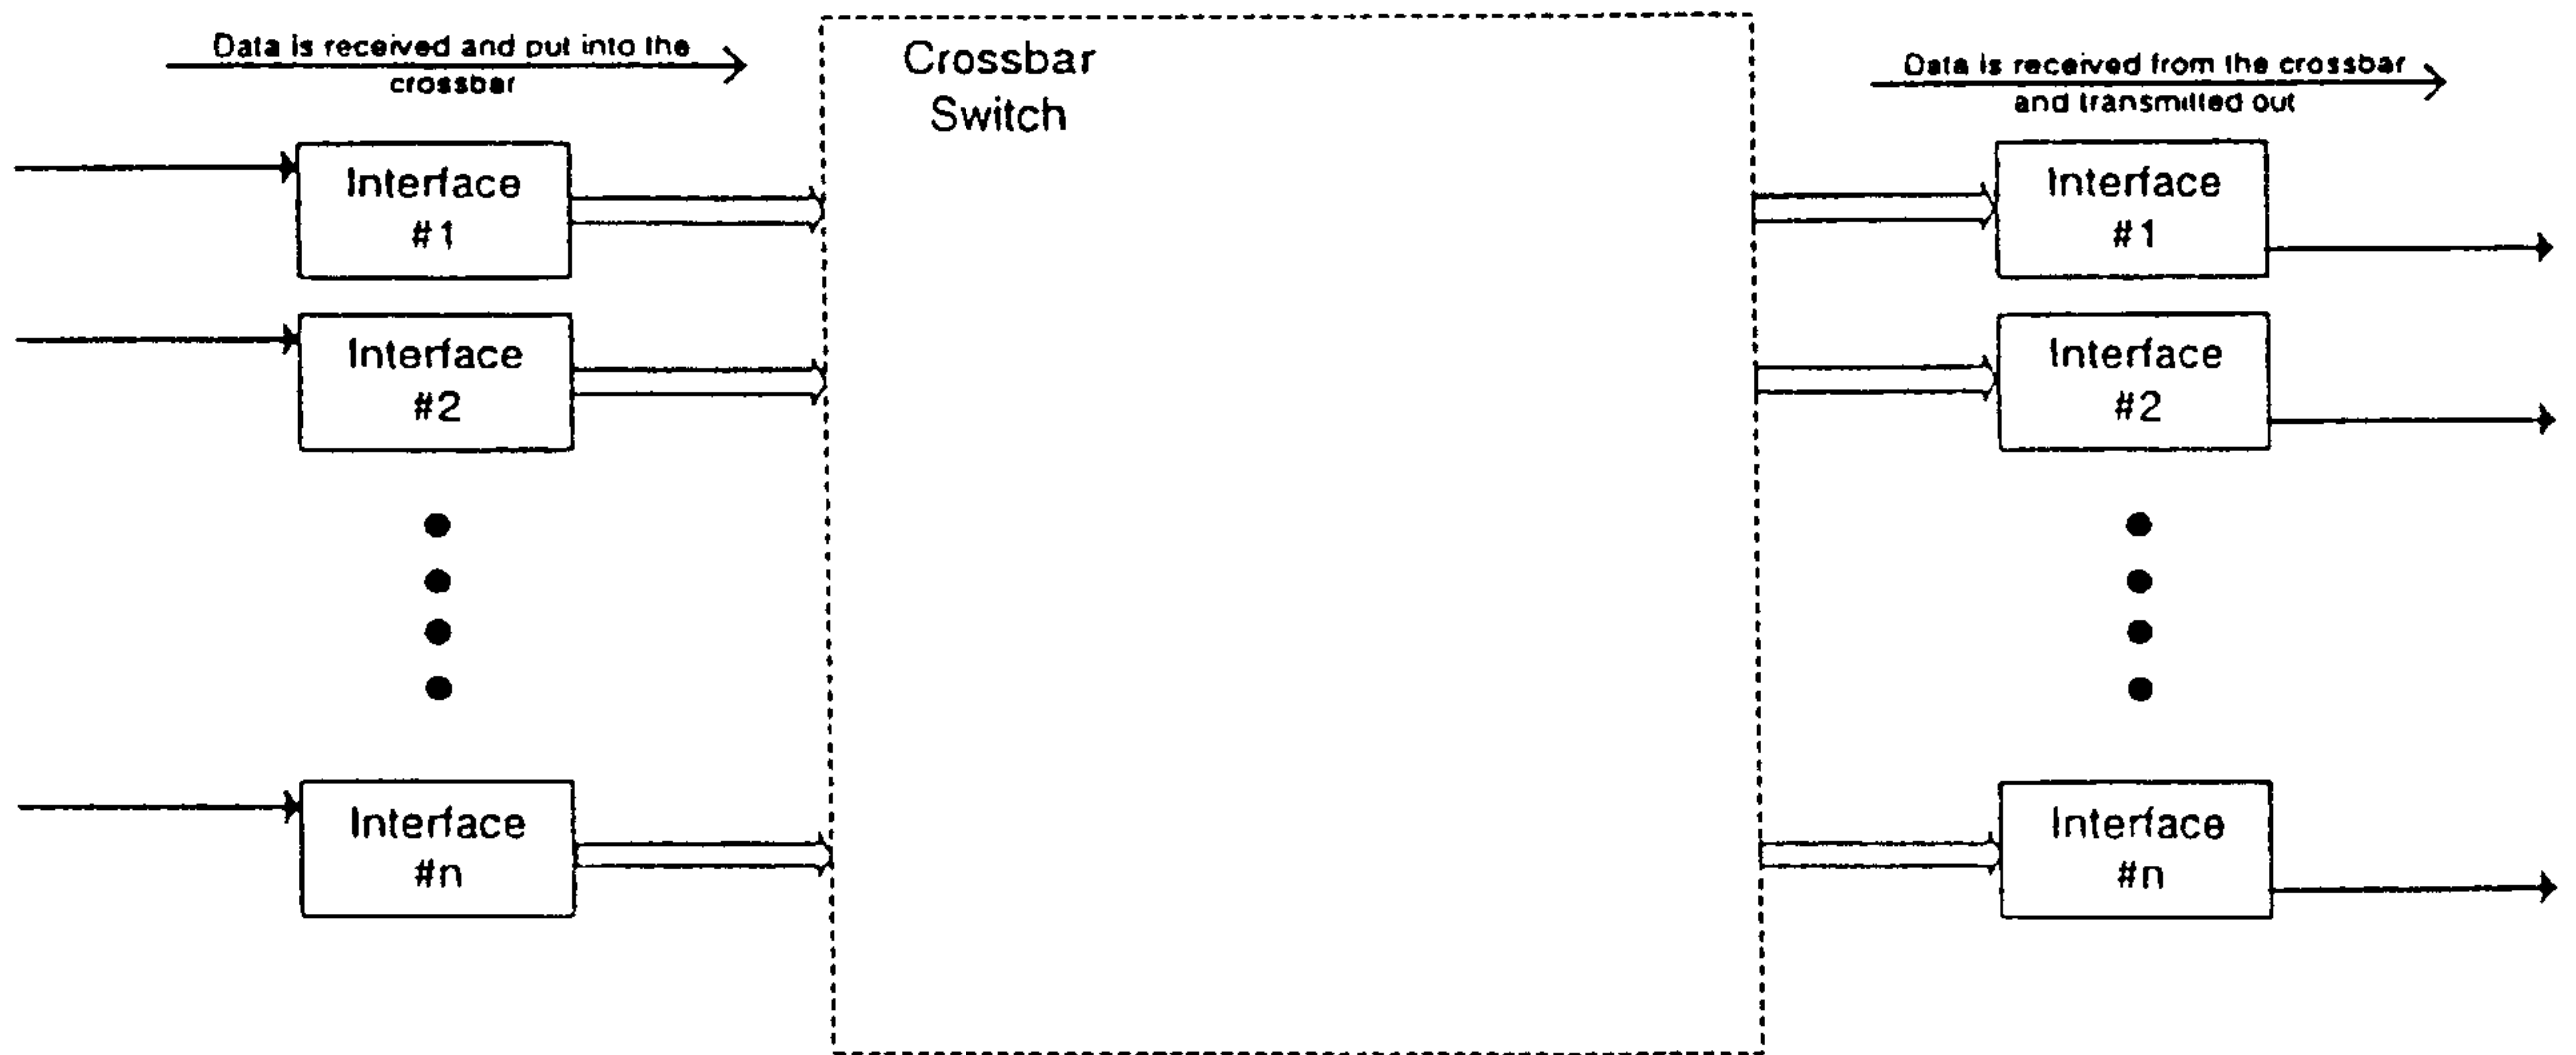 Data is received and put into the
crossbar
Crossbar
Switch
Data is received from the crossbar
and transmitted out
Interface
#1
Interface
#2
Interface
#n
Interface
#1
Interface
#2
Interface
#n